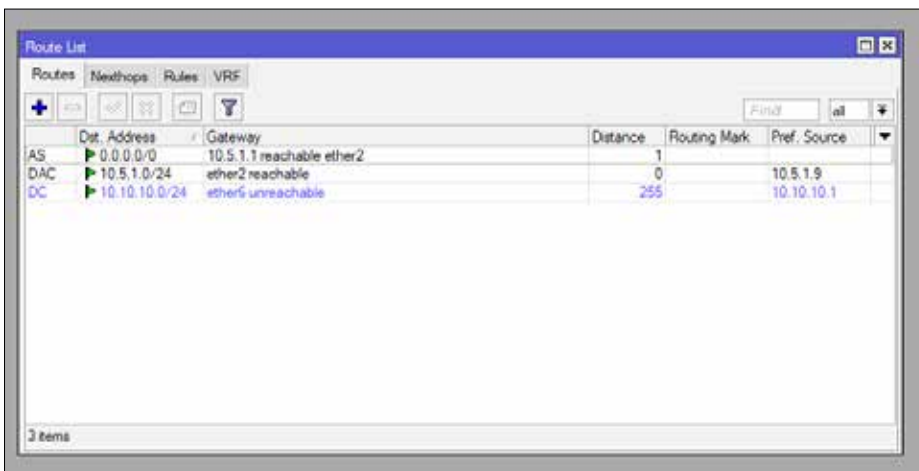 Route List
Routes Nexthops Rules VRF
Find all
Dst. Address Gateway Distance Routing Mark Pref. Source
AS 0.0.0.0/0 10.5.1.1 reachable ether2 1
DAC 10.5.1.0/24 ether2 reachable 0 10.5.1.9
DC 10.10.10.0/24 unreachable 255 10.10.10.1
3 items